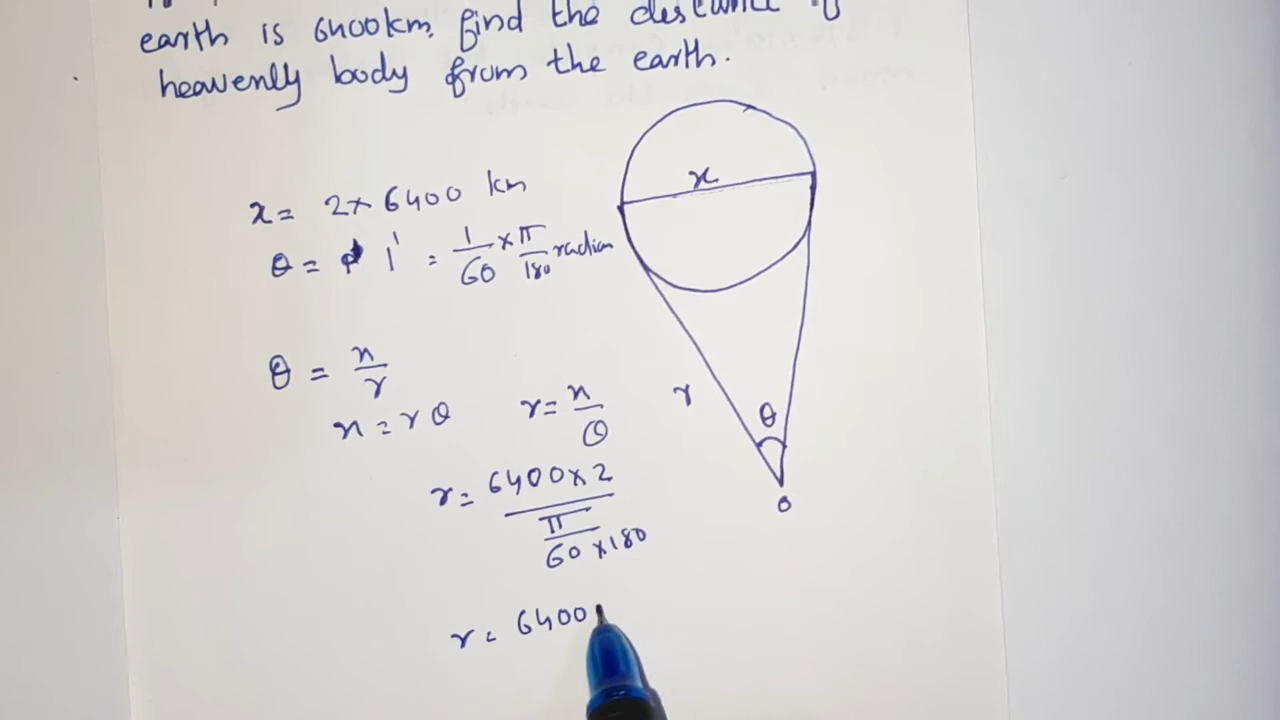 earth is 6400km, find the distance of
heavenly body from the earth.
x
x = 2 × 6400 km
θ = 1' = 1/60 × π/180 radian
θ = x/r
x = rθ r = x/θ
r
θ
r = 6400 × 2 / π/60 × 180
O
r = 6400